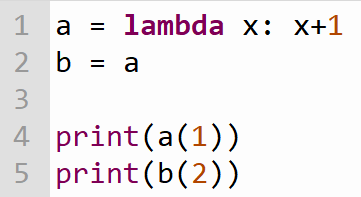 1 a = lambda x: x+1
2 b = a
3
4 print(a(1))
5 print(b(2))